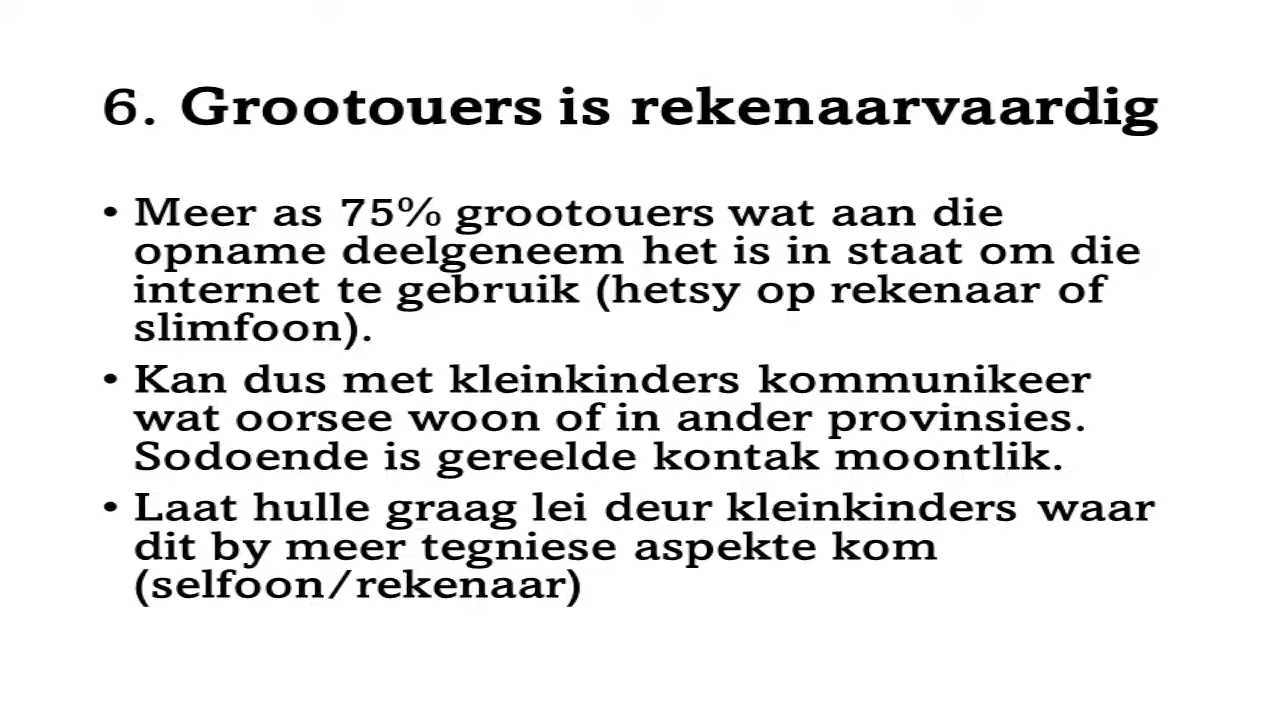 6. Grootouers is rekenaarvaardig
• Meer as 75% grootouers wat aan die
opname deelgeneem het is in staat om die
internet te gebruik (hetsy op rekenaar of
slimfoon).
• Kan dus met kleinkinders kommunikeer
wat oorsee woon of in ander provinsies.
Sodoende is gereelde kontak moontlik.
• Laat hulle graag lei deur kleinkinders waar
dit by meer tegniese aspekte kom
(selfoon/rekenaar)